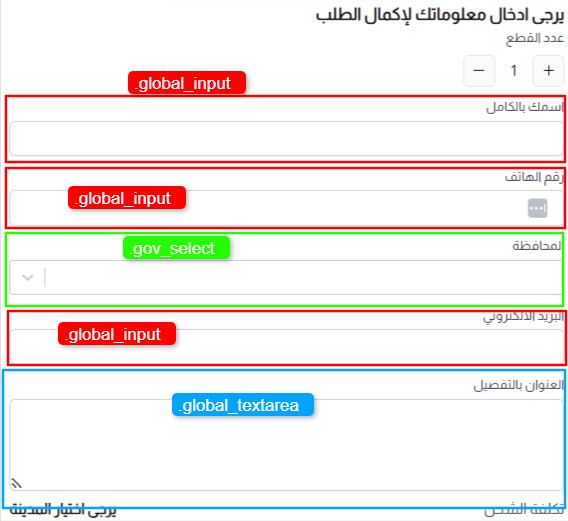 يرجى ادخال معلوماتك لإكمال الطلب
عدد القطع
− 1 +
.global_input
اسمك بالكامل
رقم الهاتف
.global_input
المحافظة
.gov_select
البريد الالكتروني
.global_input
العنوان بالتفصيل
.global_textarea
تكلفة الشحن
يرجى اختيار المدينة